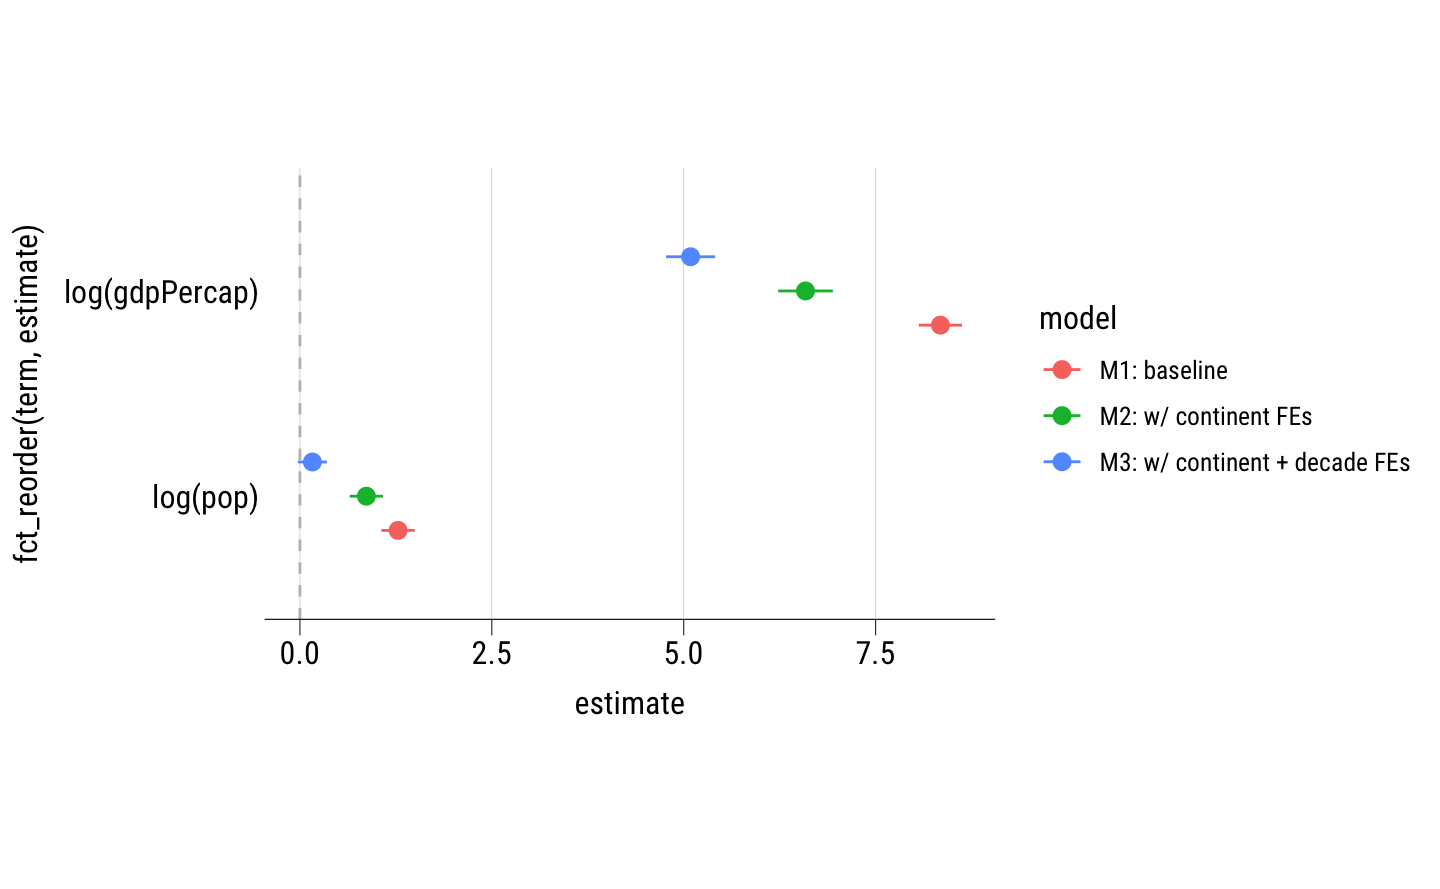 fct_reorder(term, estimate)
log(gdpPercap)
log(pop)
0.0 2.5 5.0 7.5
estimate
model
M1: baseline
M2: w/ continent FEs
M3: w/ continent + decade FEs